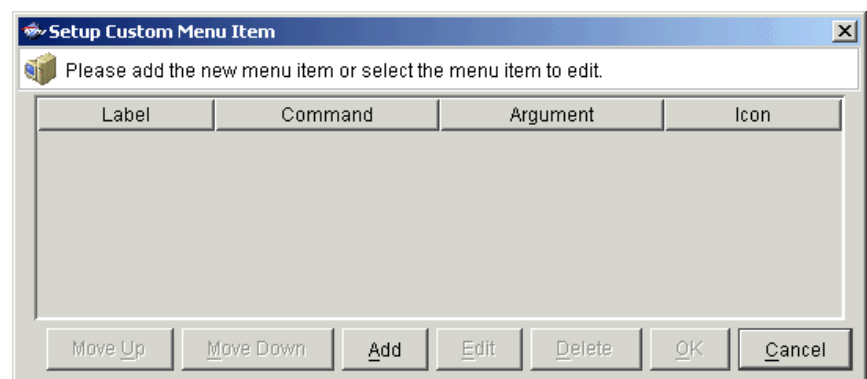 Setup Custom Menu Item
Please add the new menu item or select the menu item to edit.
Label Command Argument Icon
Move Up Move Down Add Edit Delete OK Cancel